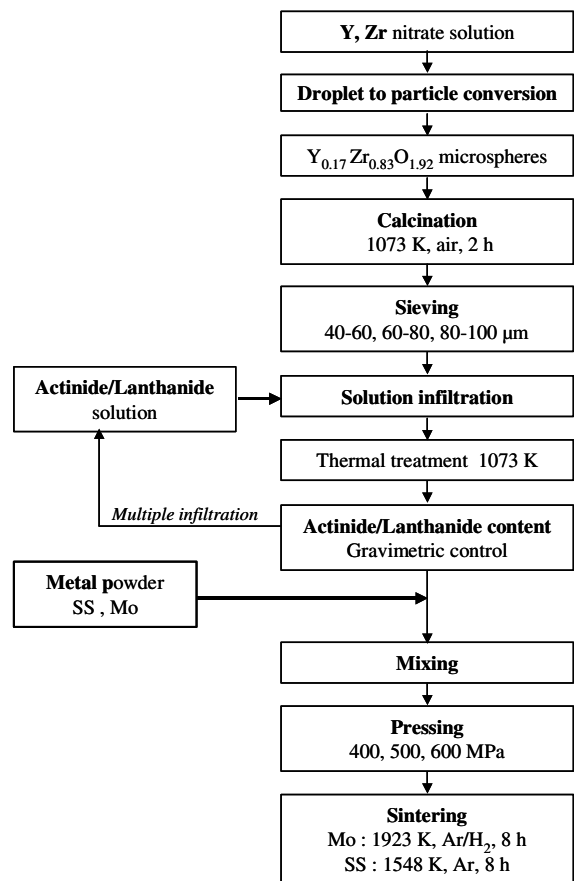 Y, Zr nitrate solution
Droplet to particle conversion
Y0.17 Zr0.83O1.92 microspheres
Calcination
1073 K, air, 2 h
Sieving
40-60, 60-80, 80-100 µm
Actinide/Lanthanide
solution
Solution infiltration
Thermal treatment 1073 K
Multiple infiltration
Actinide/Lanthanide content
Gravimetric control
Metal powder
SS , Mo
Mixing
Pressing
400, 500, 600 MPa
Sintering
Mo : 1923 K, Ar/H2, 8 h
SS : 1548 K, Ar, 8 h